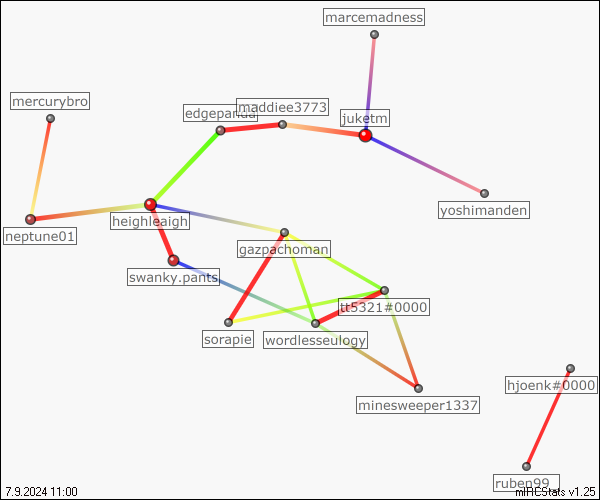 marcemadness
mercurybro
maddiee3773
edgepanda
juketm
yoshimanden
heighleaigh
neptune01
gazpachoman
swanky.pants
tt5321#0000
sorapie
wordlesseulogy
hjoenk#0000
minesweeper1337
ruben99_
7.9.2024 11:00
mIRCStats v1.25